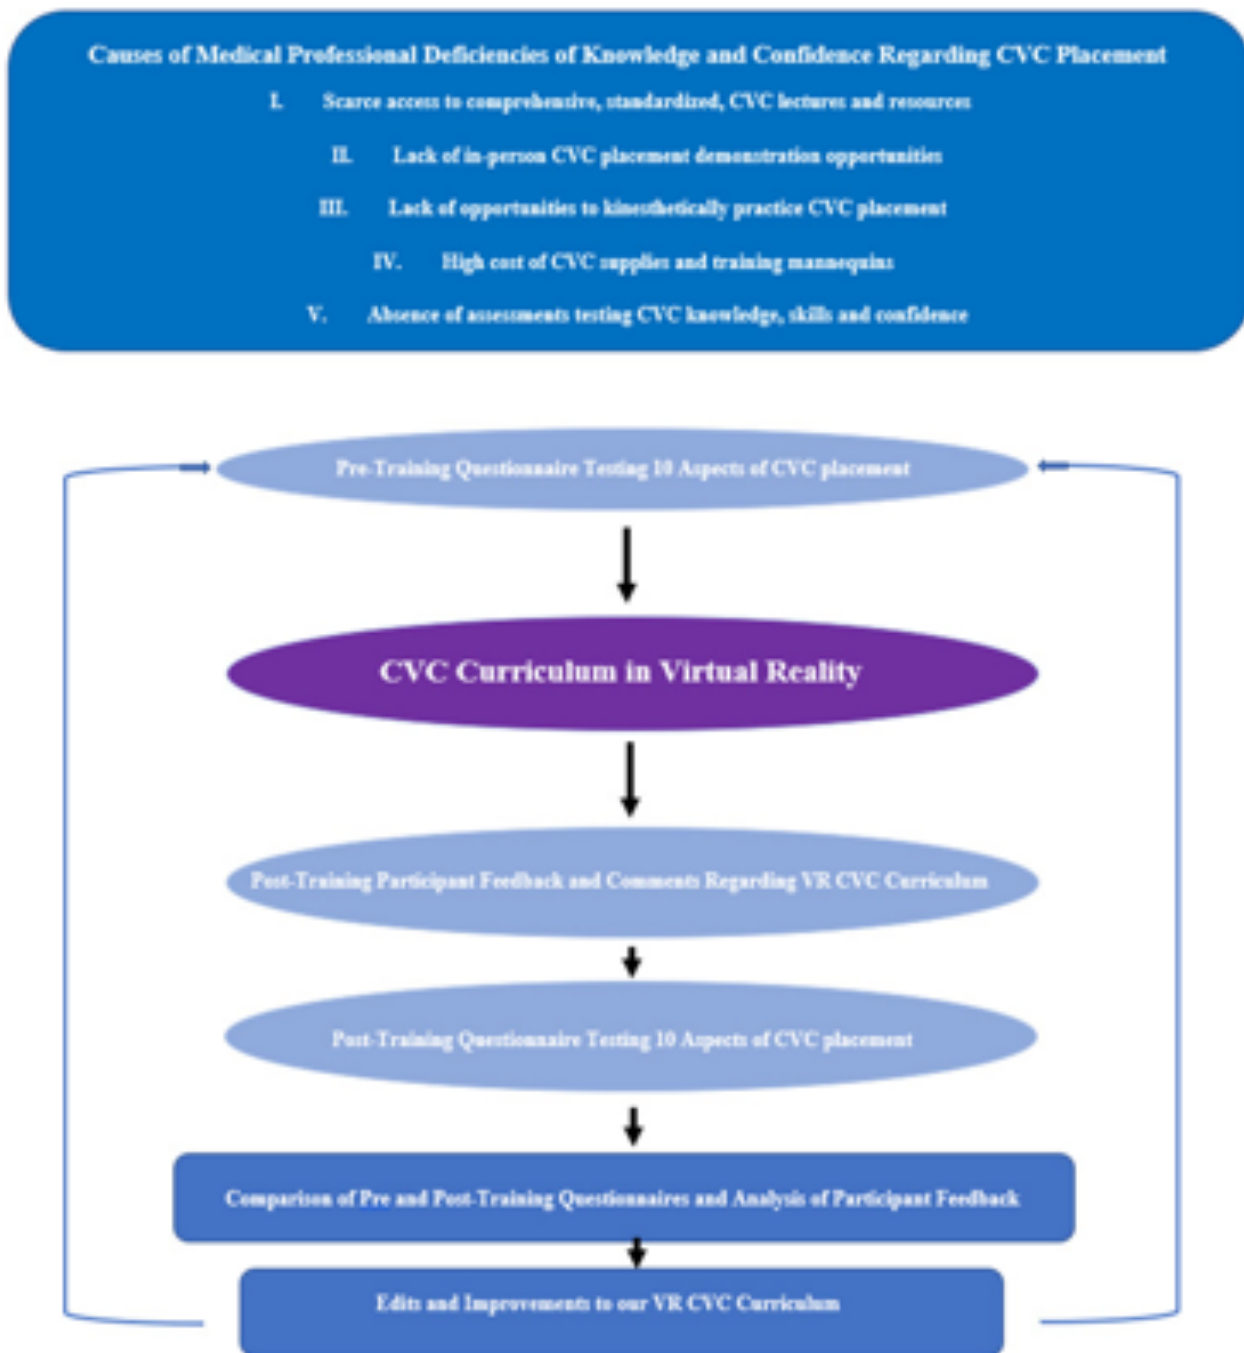 Causes of Medical Professional Deficiencies of Knowledge and Confidence Regarding CVC Placement
I. Scarce access to comprehensive, standardized, CVC lectures and resources
II. Lack of in-person CVC placement demonstration opportunities
III. Lack of opportunities to kinesthetically practice CVC placement
IV. High cost of CVC supplies and training mannequins
V. Absence of assessments testing CVC knowledge, skills and confidence
Pre-Training Questionnaire Testing 10 Aspects of CVC placement
CVC Curriculum in Virtual Reality
Post-Training Participant Feedback and Comments Regarding VR CVC Curriculum
Post-Training Questionnaire Testing 10 Aspects of CVC placement
Comparison of Pre and Post-Training Questionnaires and Analysis of Participant Feedback
Edits and Improvements to our VR CVC Curriculum